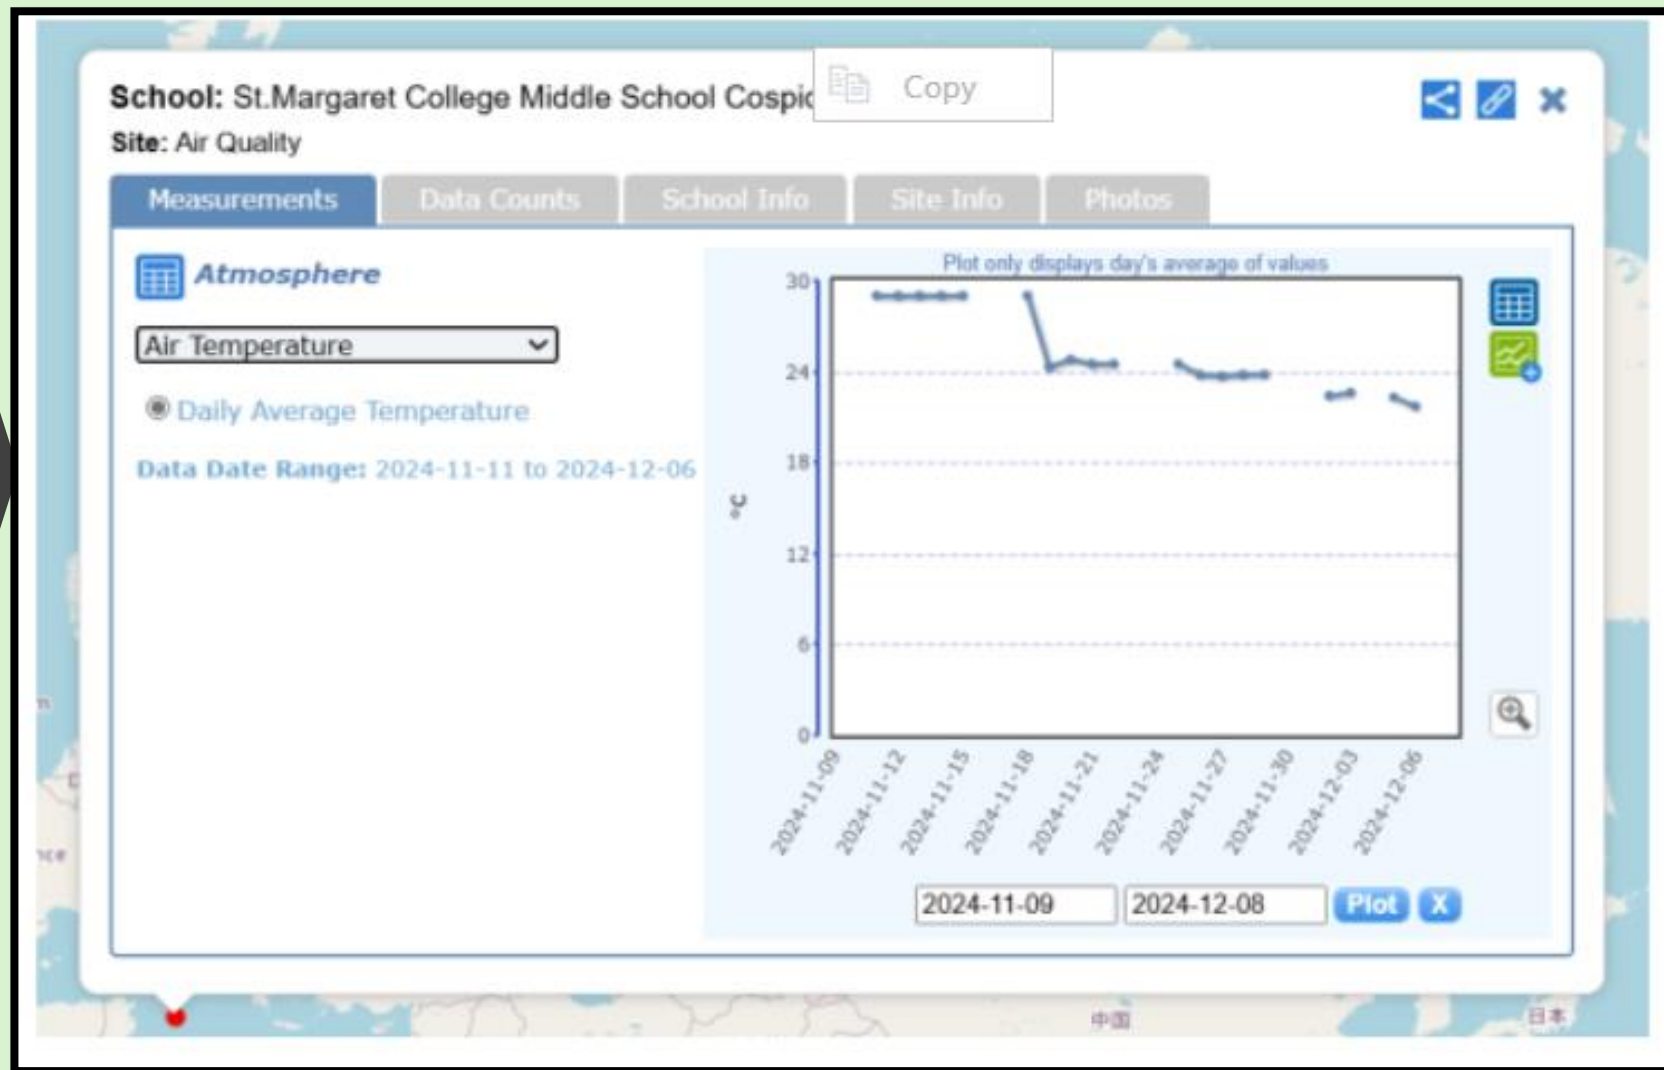 School: St.Margaret College Middle School Cospic
Copy
Site: Air Quality
Measurements
Data Counts
School Info
Site Info
Photos
Atmosphere
Air Temperature
Daily Average Temperature
Data Date Range: 2024-11-11 to 2024-12-06
Plot only displays day's average of values
30
24
18
12
6
0
°C
2024-11-09
2024-11-12
2024-11-15
2024-11-18
2024-11-21
2024-11-24
2024-11-27
2024-11-30
2024-12-03
2024-12-06
2024-11-09
2024-12-08
Plot
X
nce
中国
日本